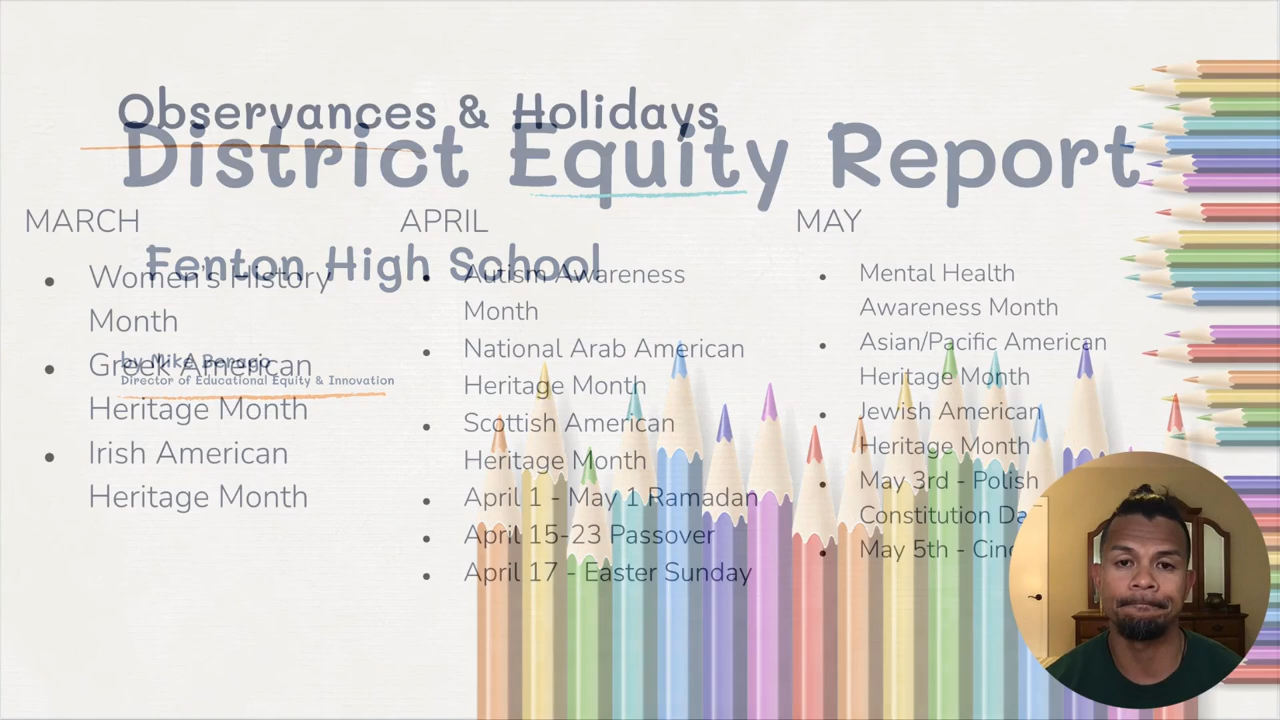 Observances & Holidays
District Equity Report
Fenton High School
by Mike Berago
Director of Educational Equity & Innovation
MARCH
Women's History
Month
Greek American
Heritage Month
Irish American
Heritage Month
APRIL
Autism Awareness
Month
National Arab American
Heritage Month
Scottish American
Heritage Month
April 1 - May 1 Ramadan
April 15-23 Passover
April 17 - Easter Sunday
MAY
Mental Health
Awareness Month
Asian/Pacific American
Heritage Month
Jewish American
Heritage Month
May 3rd - Polish
Constitution
May 5th -